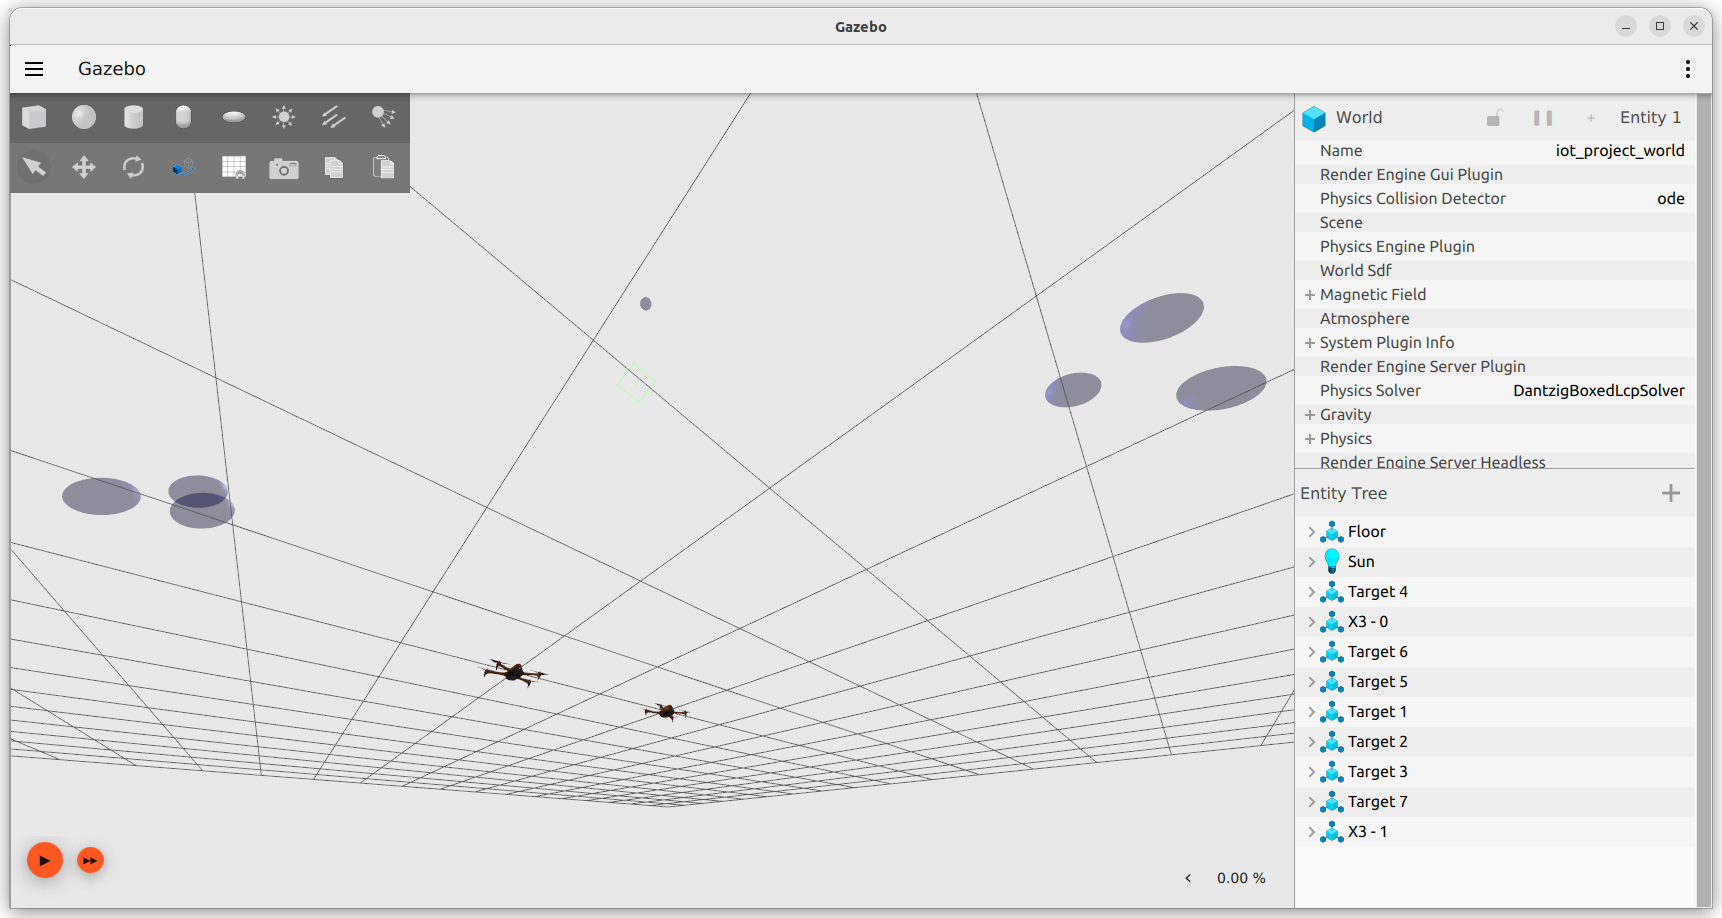 Gazebo
Gazebo
World Entity 1
Name iot_project_world
Render Engine Gui Plugin
Physics Collision Detector ode
Scene
Physics Engine Plugin
World Sdf
Magnetic Field
Atmosphere
System Plugin Info
Render Engine Server Plugin
Physics Solver DantzigBoxedLcpSolver
Gravity
Physics
Render Engine Server Headless
Entity Tree
Floor
Sun
Target 4
X3 - 0
Target 6
Target 5
Target 1
Target 2
Target 3
Target 7
X3 - 1
0.00 %